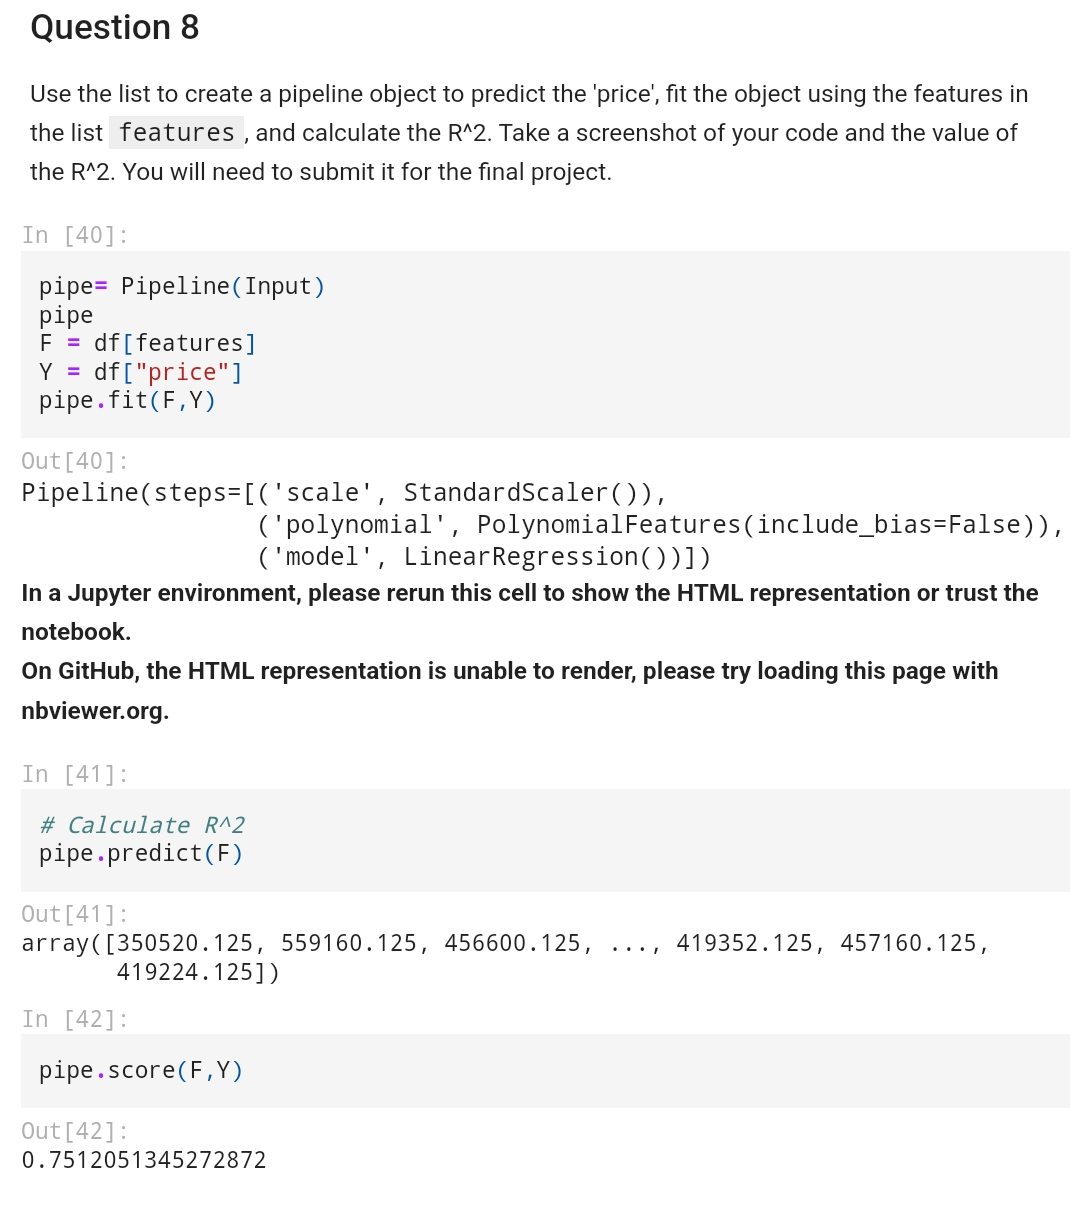 Question 8
Use the list to create a pipeline object to predict the 'price', fit the object using the features in
the list features , and calculate the R^2. Take a screenshot of your code and the value of
the R^2. You will need to submit it for the final project.
In [40]:
pipe= Pipeline(Input)
pipe
F = df[features]
Y = df["price"]
pipe.fit(F,Y)
Out[40]:
Pipeline(steps=[('scale', StandardScaler()),
                ('polynomial', PolynomialFeatures(include_bias=False)),
                ('model', LinearRegression())])
In a Jupyter environment, please rerun this cell to show the HTML representation or trust the
notebook.
On GitHub, the HTML representation is unable to render, please try loading this page with
nbviewer.org.
In [41]:
# Calculate R^2
pipe.predict(F)
Out[41]:
array([350520.125, 559160.125, 456600.125, ..., 419352.125, 457160.125,
       419224.125])
In [42]:
pipe.score(F,Y)
Out[42]:
0.7512051345272872